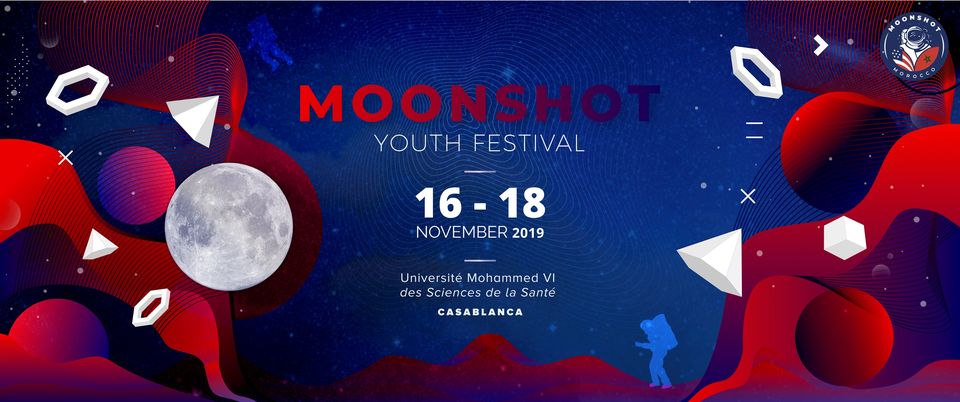 MOONSHOT
MOROCCO
MOONSHOT
YOUTH FESTIVAL
16 - 18
NOVEMBER 2019
Université Mohammed VI
des Sciences de la Santé
CASABLANCA